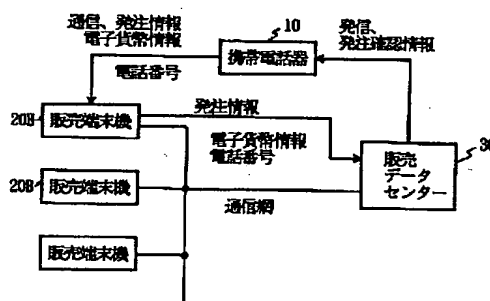 通信、発注情報
電子貨幣情報
10
携帯電話器
発信、
発注確認情報
電話番号
発注情報
20B
販売端末機
電子貨幣情報
電話番号
30
販売
データ
センター
20B
販売端末機
通信網
販売端末機